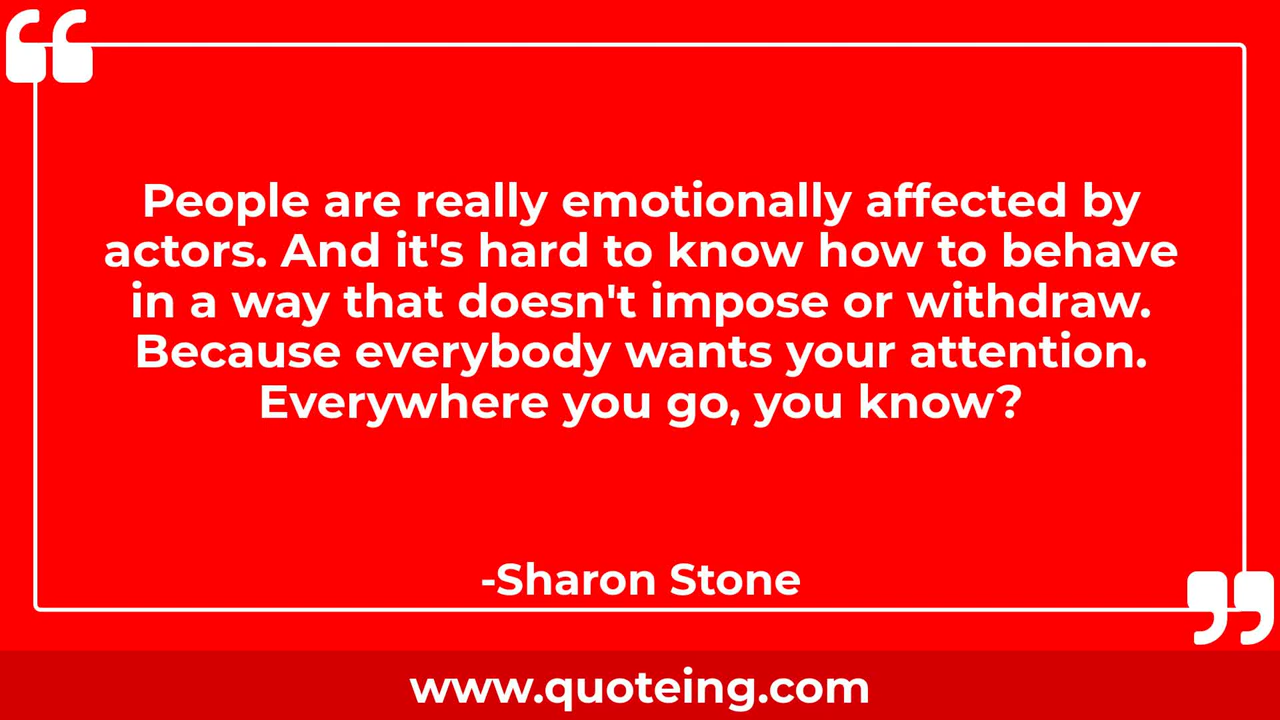 People are really emotionally affected by
actors. And it's hard to know how to behave
in a way that doesn't impose or withdraw.
Because everybody wants your attention.
Everywhere you go, you know?
-Sharon Stone
www.quoteing.com